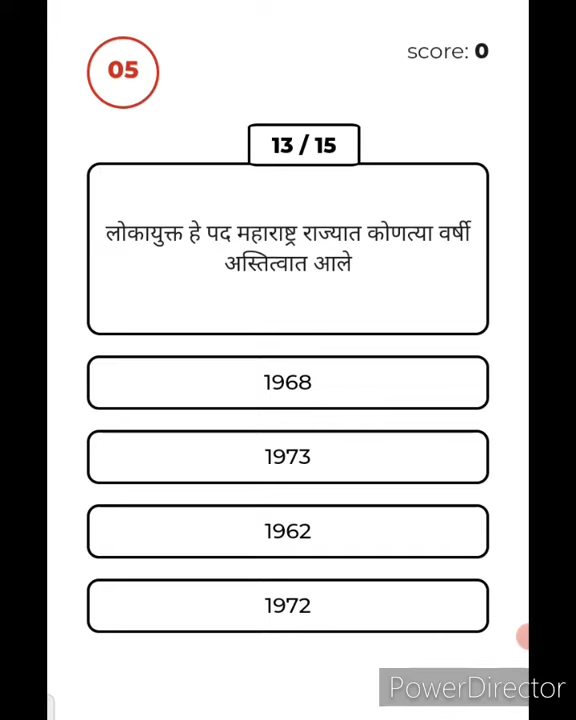 05
score: 0
13 / 15
लोकायुक्त हे पद महाराष्ट्र राज्यात कोणत्या वर्षी
अस्तित्वात आले
1968
1973
1962
1972
PowerDirector